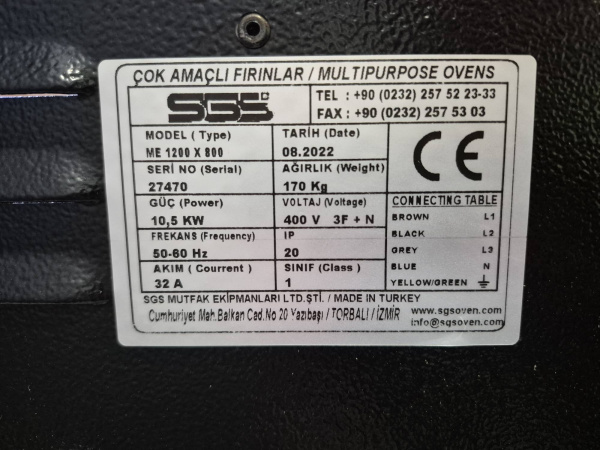 ÇOK AMAÇLI FIRINLAR / MULTIPURPOSE OVENS
SGS
TEL : +90 (0232) 257 52 23-33
FAX : +90 (0232) 257 53 03
MODEL (Type)
ME 1200 X 800
TARİH (Date)
08.2022
CE
SERİ NO (Serial)
27470
AĞIRLIK (Weight)
170 Kg
GÜÇ (Power)
10,5 KW
VOLTAJ (Voltage)
400 V 3F + N
FREKANS (Frequency)
50-60 Hz
IP
20
AKIM ( Courrent )
32 A
SINIF (Class )
1
CONNECTING TABLE
BROWN L1
BLACK L2
GREY L3
BLUE N
YELLOW/GREEN
SGS MUTFAK EKİPMANLARI LTD.ŞTİ. / MADE IN TURKEY
Cumhuriyet Mah.Balkan Cad.No 20 Yazıbaşı / TORBALI / İZMİR
www.sgsoven.com
info@sgsoven.com